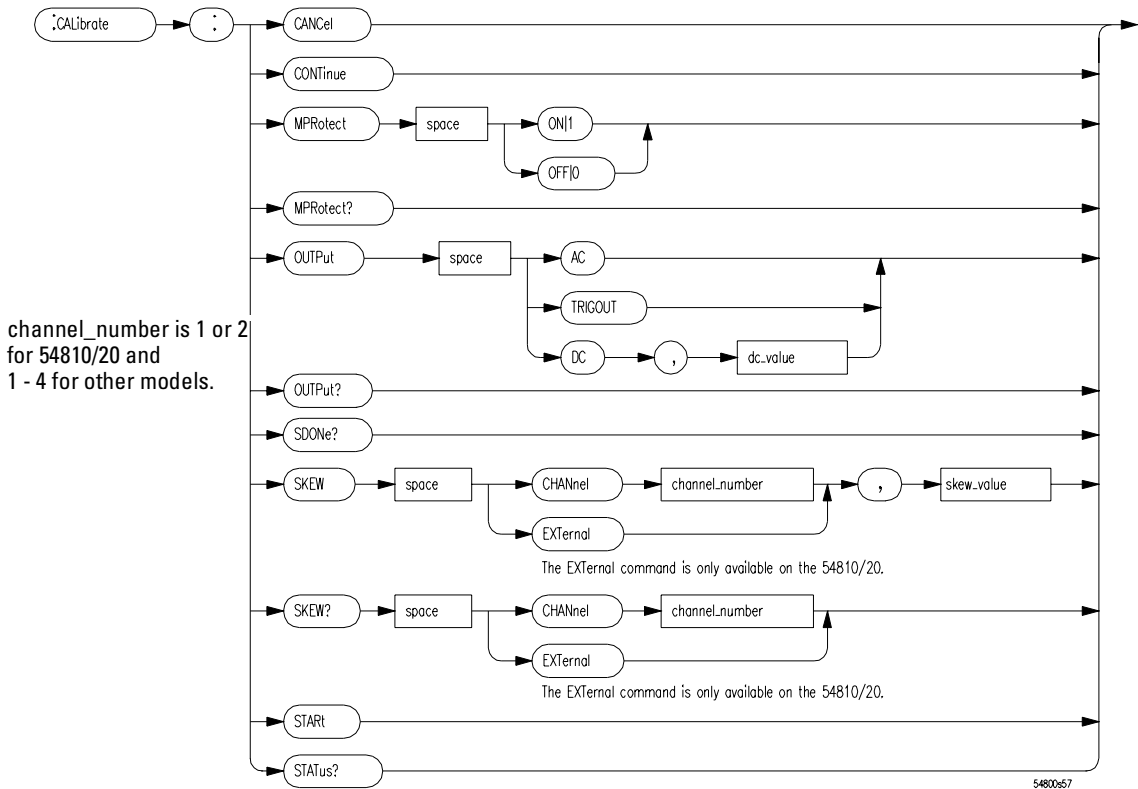 :CALibrate
:
CANCel
CONTinue
MPRotect
space
ON|1
OFF|0
MPRotect?
OUTPut
space
AC
TRIGOUT
DC
,
dc_value
channel_number is 1 or 2
for 54810/20 and
1 - 4 for other models.
OUTPut?
SDONe?
SKEW
space
CHANnel
channel_number
,
skew_value
EXTernal
The EXTernal command is only available on the 54810/20.
SKEW?
space
CHANnel
channel_number
EXTernal
The EXTernal command is only available on the 54810/20.
STARt
STATus?
54800s57